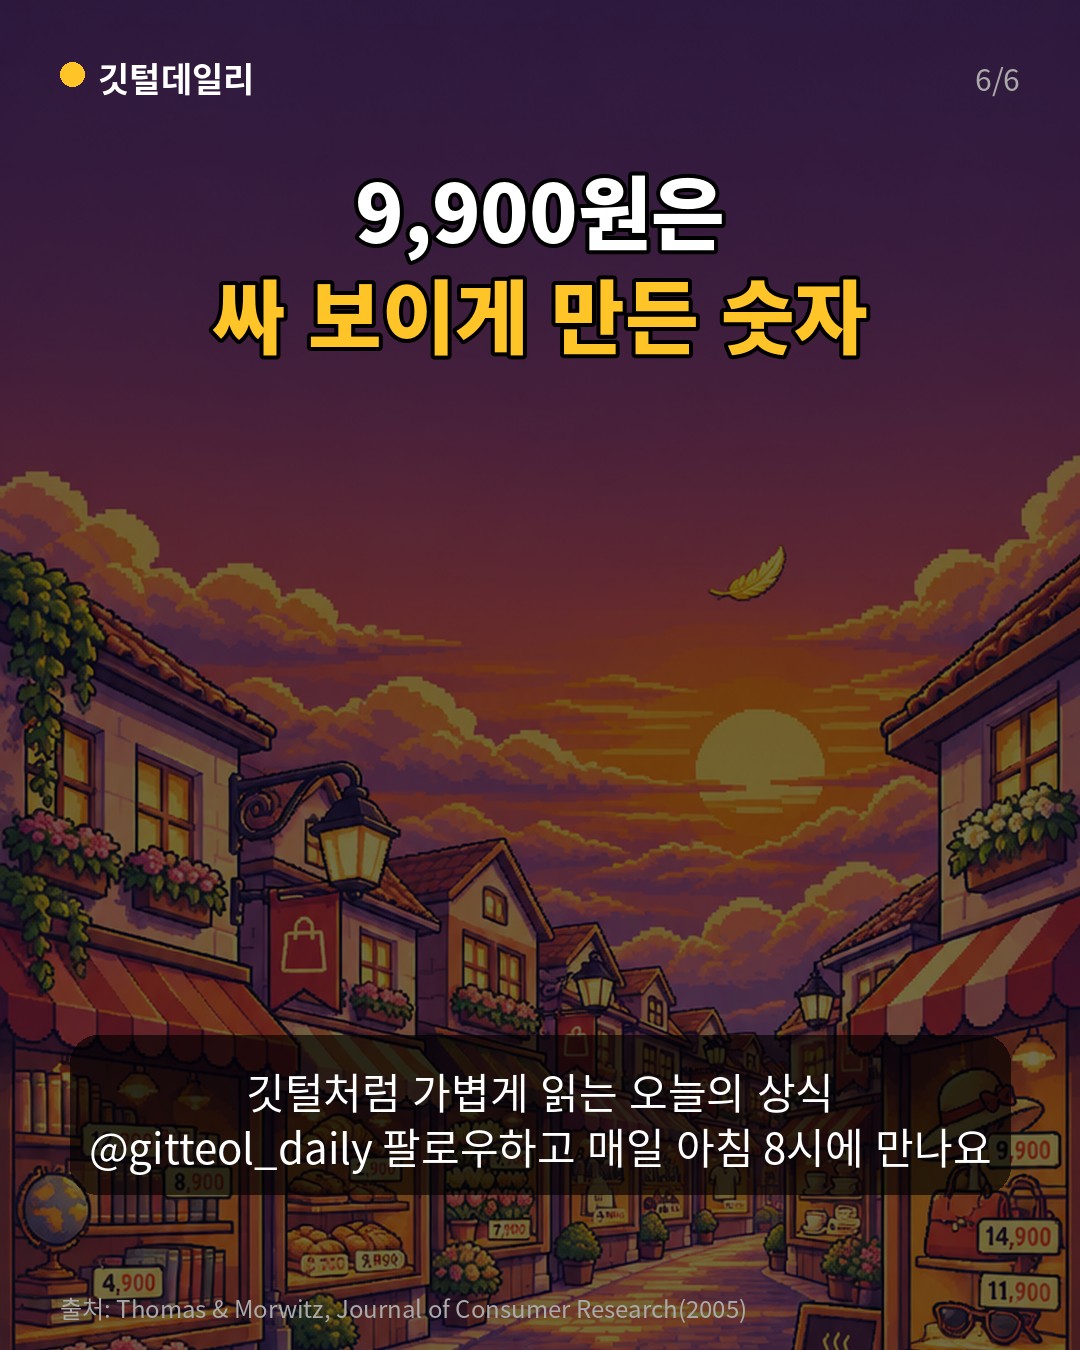 깃털데일리
6/6
9,900원은
싸 보이게 만든 숫자
깃털처럼 가볍게 읽는 오늘의 상식
@gitteol_daily 팔로우하고 매일 아침 8시에 만나요
9,900
8,900
7,900
14,900
4,900
11,900
출처: Thomas & Morwitz, Journal of Consumer Research(2005)